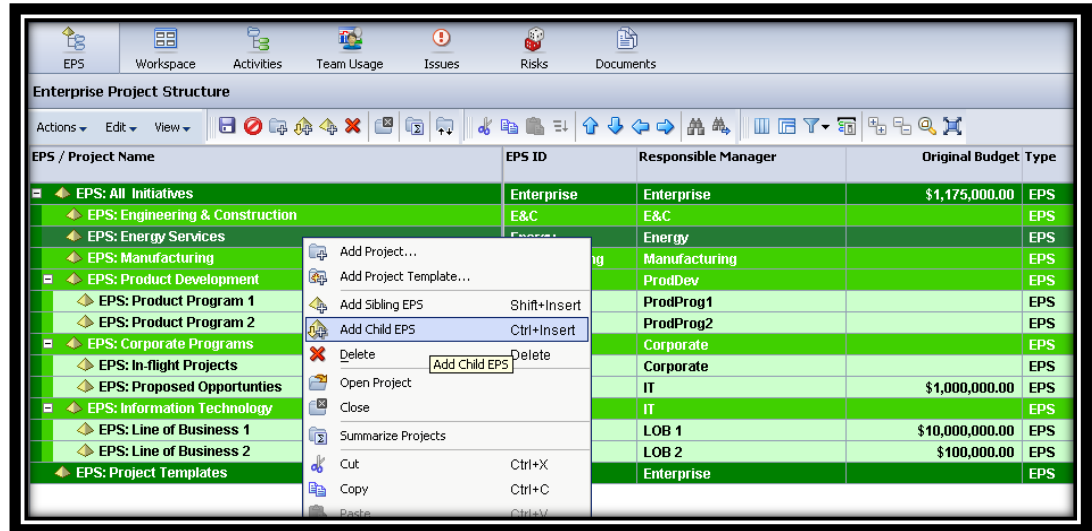 EPS Workspace Activities Team Usage Issues Risks Documents
Enterprise Project Structure
Actions Edit View
EPS / Project Name EPS ID Responsible Manager Original Budget Type
EPS: All Initiatives Enterprise Enterprise $1,175,000.00 EPS
EPS: Engineering & Construction E&C E&C EPS
EPS: Energy Services Energy Energy EPS
EPS: Manufacturing ng Manufacturing EPS
EPS: Product Development ProdDev EPS
EPS: Product Program 1 ProdProg1 EPS
EPS: Product Program 2 ProdProg2 EPS
EPS: Corporate Programs Corporate EPS
EPS: In-flight Projects Corporate EPS
EPS: Proposed Opportunties IT $1,000,000.00 EPS
EPS: Information Technology IT EPS
EPS: Line of Business 1 LOB 1 $10,000,000.00 EPS
EPS: Line of Business 2 LOB 2 $100,000.00 EPS
EPS: Project Templates Enterprise EPS
Add Project...
Add Project Template...
Add Sibling EPS Shift+Insert
Add Child EPS Ctrl+Insert
Delete Delete
Add Child EPS
Open Project
Close
Summarize Projects
Cut Ctrl+X
Copy Ctrl+C
Paste Ctrl+V